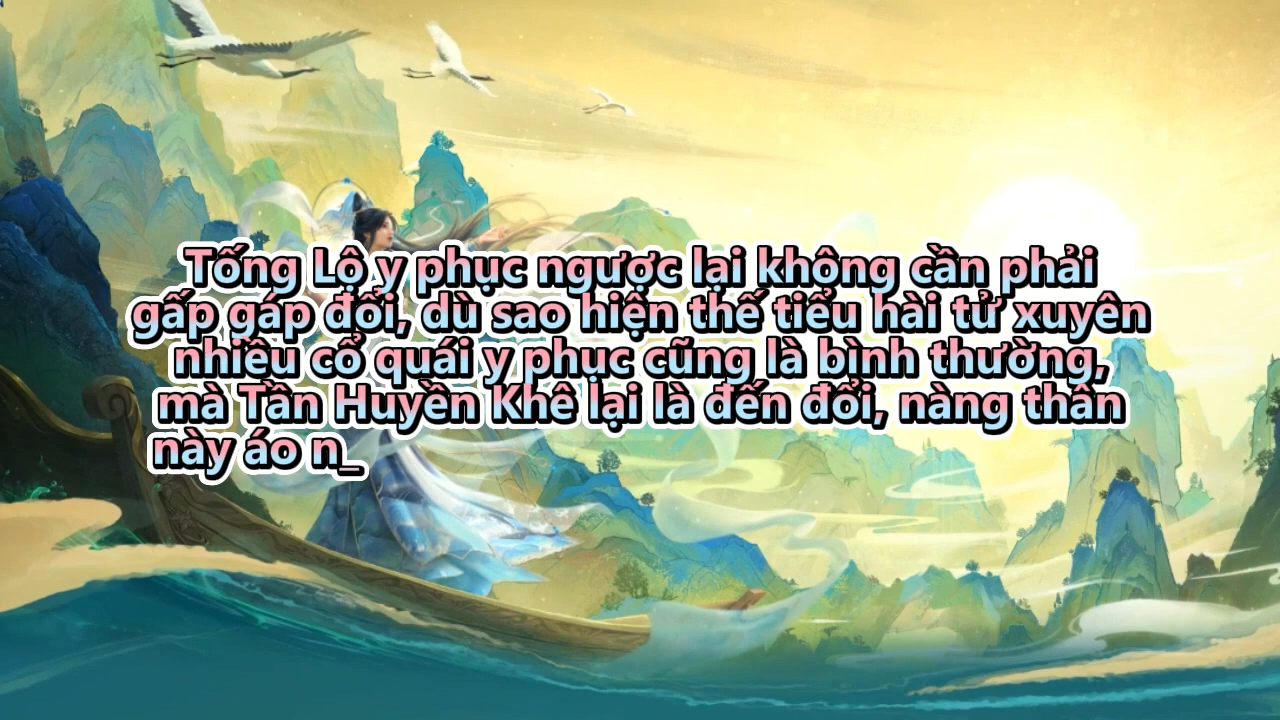 Tống Lộ y phục ngược lại không cần phải
gấp gáp đổi, dù sao hiện thế tiểu hài tử xuyên
nhiều cổ quái y phục cũng là bình thường,
mà Tần Huyền Khê lại là đến đổi, nàng thân
này áo n_